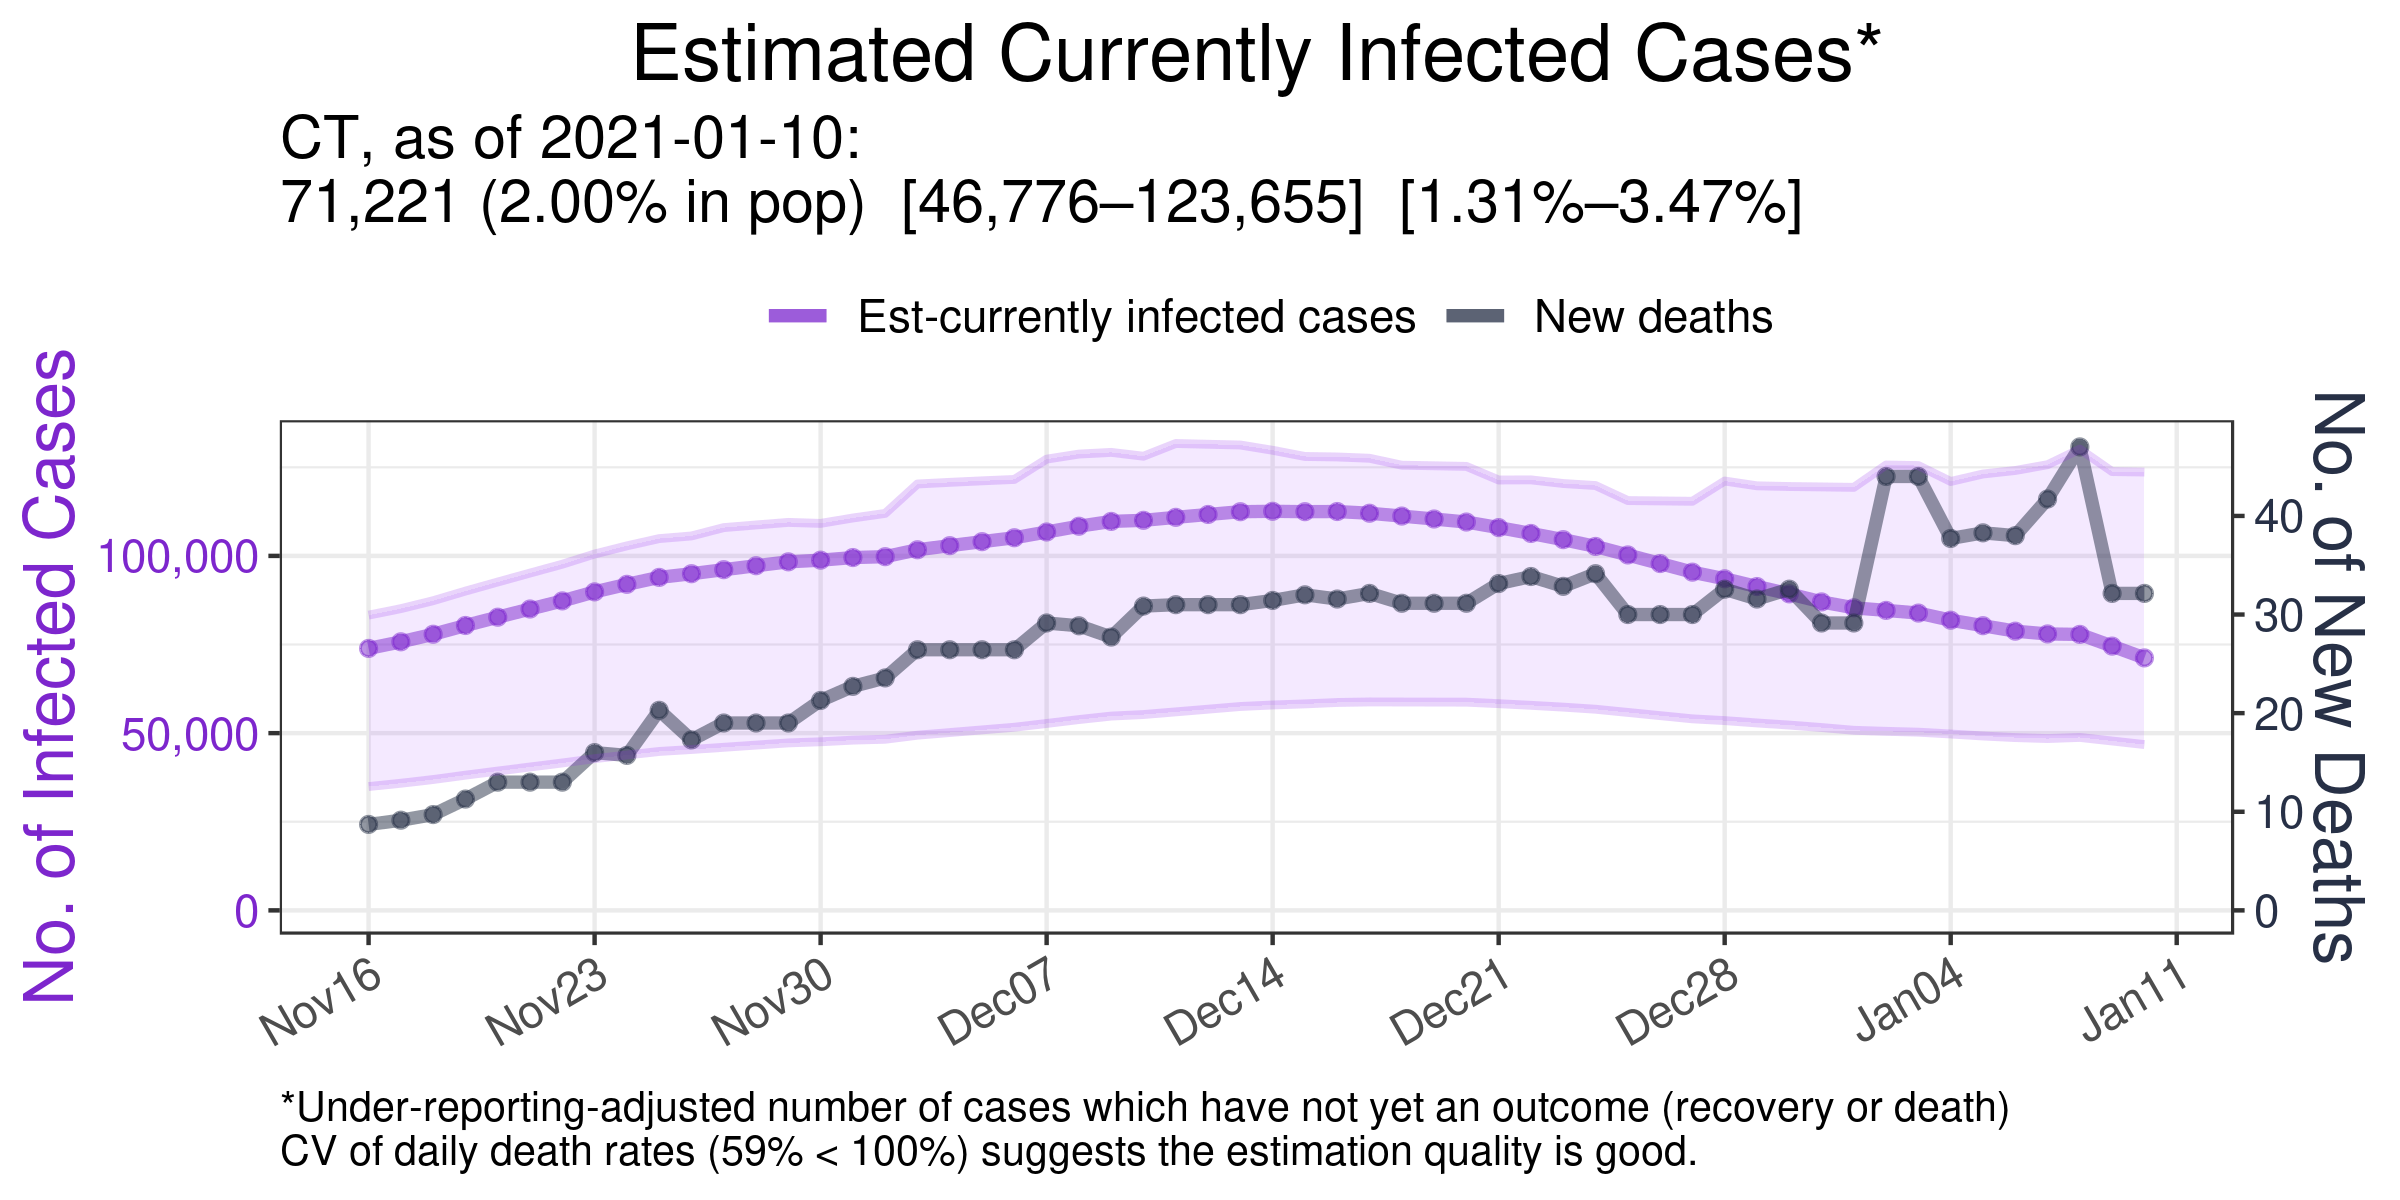 Estimated Currently Infected Cases*
CT, as of 2021-01-10:
71,221 (2.00% in pop)  [46,776–123,655]  [1.31%–3.47%]
Est-currently infected cases
New deaths
No. of Infected Cases
100,000
50,000
0
40
30
20
10
0
No. of New Deaths
Nov16
Nov23
Nov30
Dec07
Dec14
Dec21
Dec28
Jan04
Jan11
*Under-reporting-adjusted number of cases which have not yet an outcome (recovery or death)
CV of daily death rates (59% < 100%) suggests the estimation quality is good.